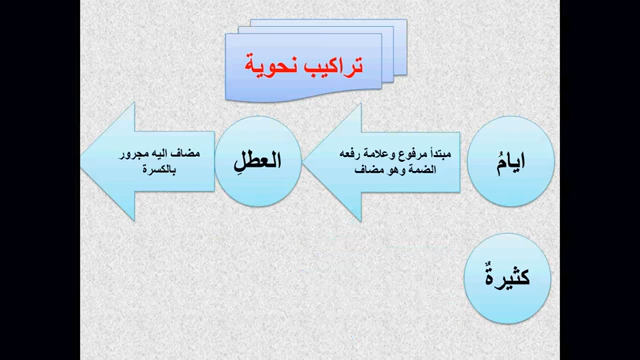 تراكيب نحوية
ايامُ
مبتدأ مرفوع وعلامة رفعه
الضمة وهو مضاف
العطلِ
مضاف اليه مجرور
بالكسرة
كثيرةٌ